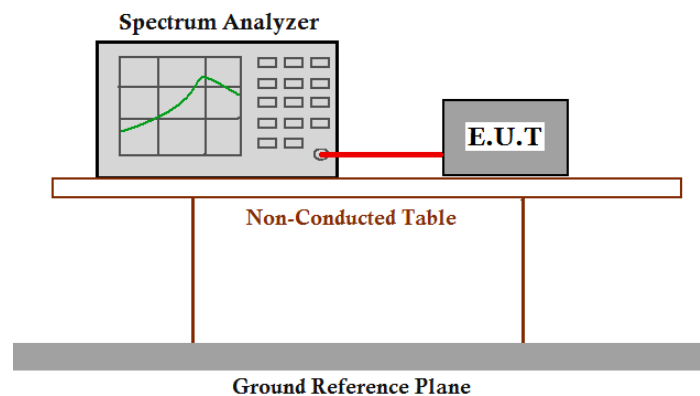 Spectrum Analyzer
E.U.T
Non-Conducted Table
Ground Reference Plane